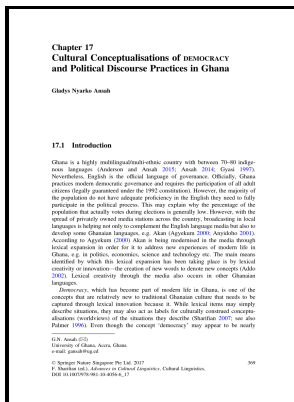 Chapter 17
Cultural Conceptualisations of DEMOCRACY
and Political Discourse Practices in Ghana
Gladys Nyarko Ansah
17.1 Introduction
Ghana is a highly multilingual/multi-ethnic country with between 70–80 indige-
nous languages (Anderson and Ansah 2015; Ansah 2014; Gyasi 1997).
Nevertheless, English is the official language of governance. Officially, Ghana
practices modern democratic governance and requires the participation of all adult
citizens (legally guaranteed under the 1992 constitution). However, the majority of
the population do not have adequate proficiency in the English they need to fully
participate in the political process. This may explain why the percentage of the
population that actually votes during elections is generally low. However, with the
spread of privately owned media stations across the country, broadcasting in local
languages is helping not only to complement the English language media but also to
develop some Ghanaian languages, e.g. Akan (Agyekum 2000; Anyidoho 2001).
According to Agyekum (2000) Akan is being modernised in the media through
lexical expansion in order for it to address new experiences of modern life in
Ghana, e.g. in politics, economics, science and technology etc. The main means
identified by which this lexical expansion has been taking place is by lexical
creativity or innovation—the creation of new words to denote new concepts (Addo
2002). Lexical creativity through the media also occurs in other Ghanaian
languages.
Democracy, which has become part of modern life in Ghana, is one of the
concepts that are relatively new to traditional Ghanaian culture that needs to be
captured through lexical innovation because it. While lexical items may simply
describe situations, they may also act as labels for culturally construed conceptu-
alisations (worldviews) of the situations they describe (Sharifian 2007; see also
Palmer 1996). Even though the concept 'democracy' may appear to be nearly
G.N. Ansah (✉)
University of Ghana, Accra, Ghana
e-mail: gansah@ug.edu.gh
© Springer Nature Singapore Pte Ltd. 2017
F. Sharifian (ed.), Advances in Cultural Linguistics, Cultural Linguistics,
DOI 10.1007/978-981-10-4056-6_17
369